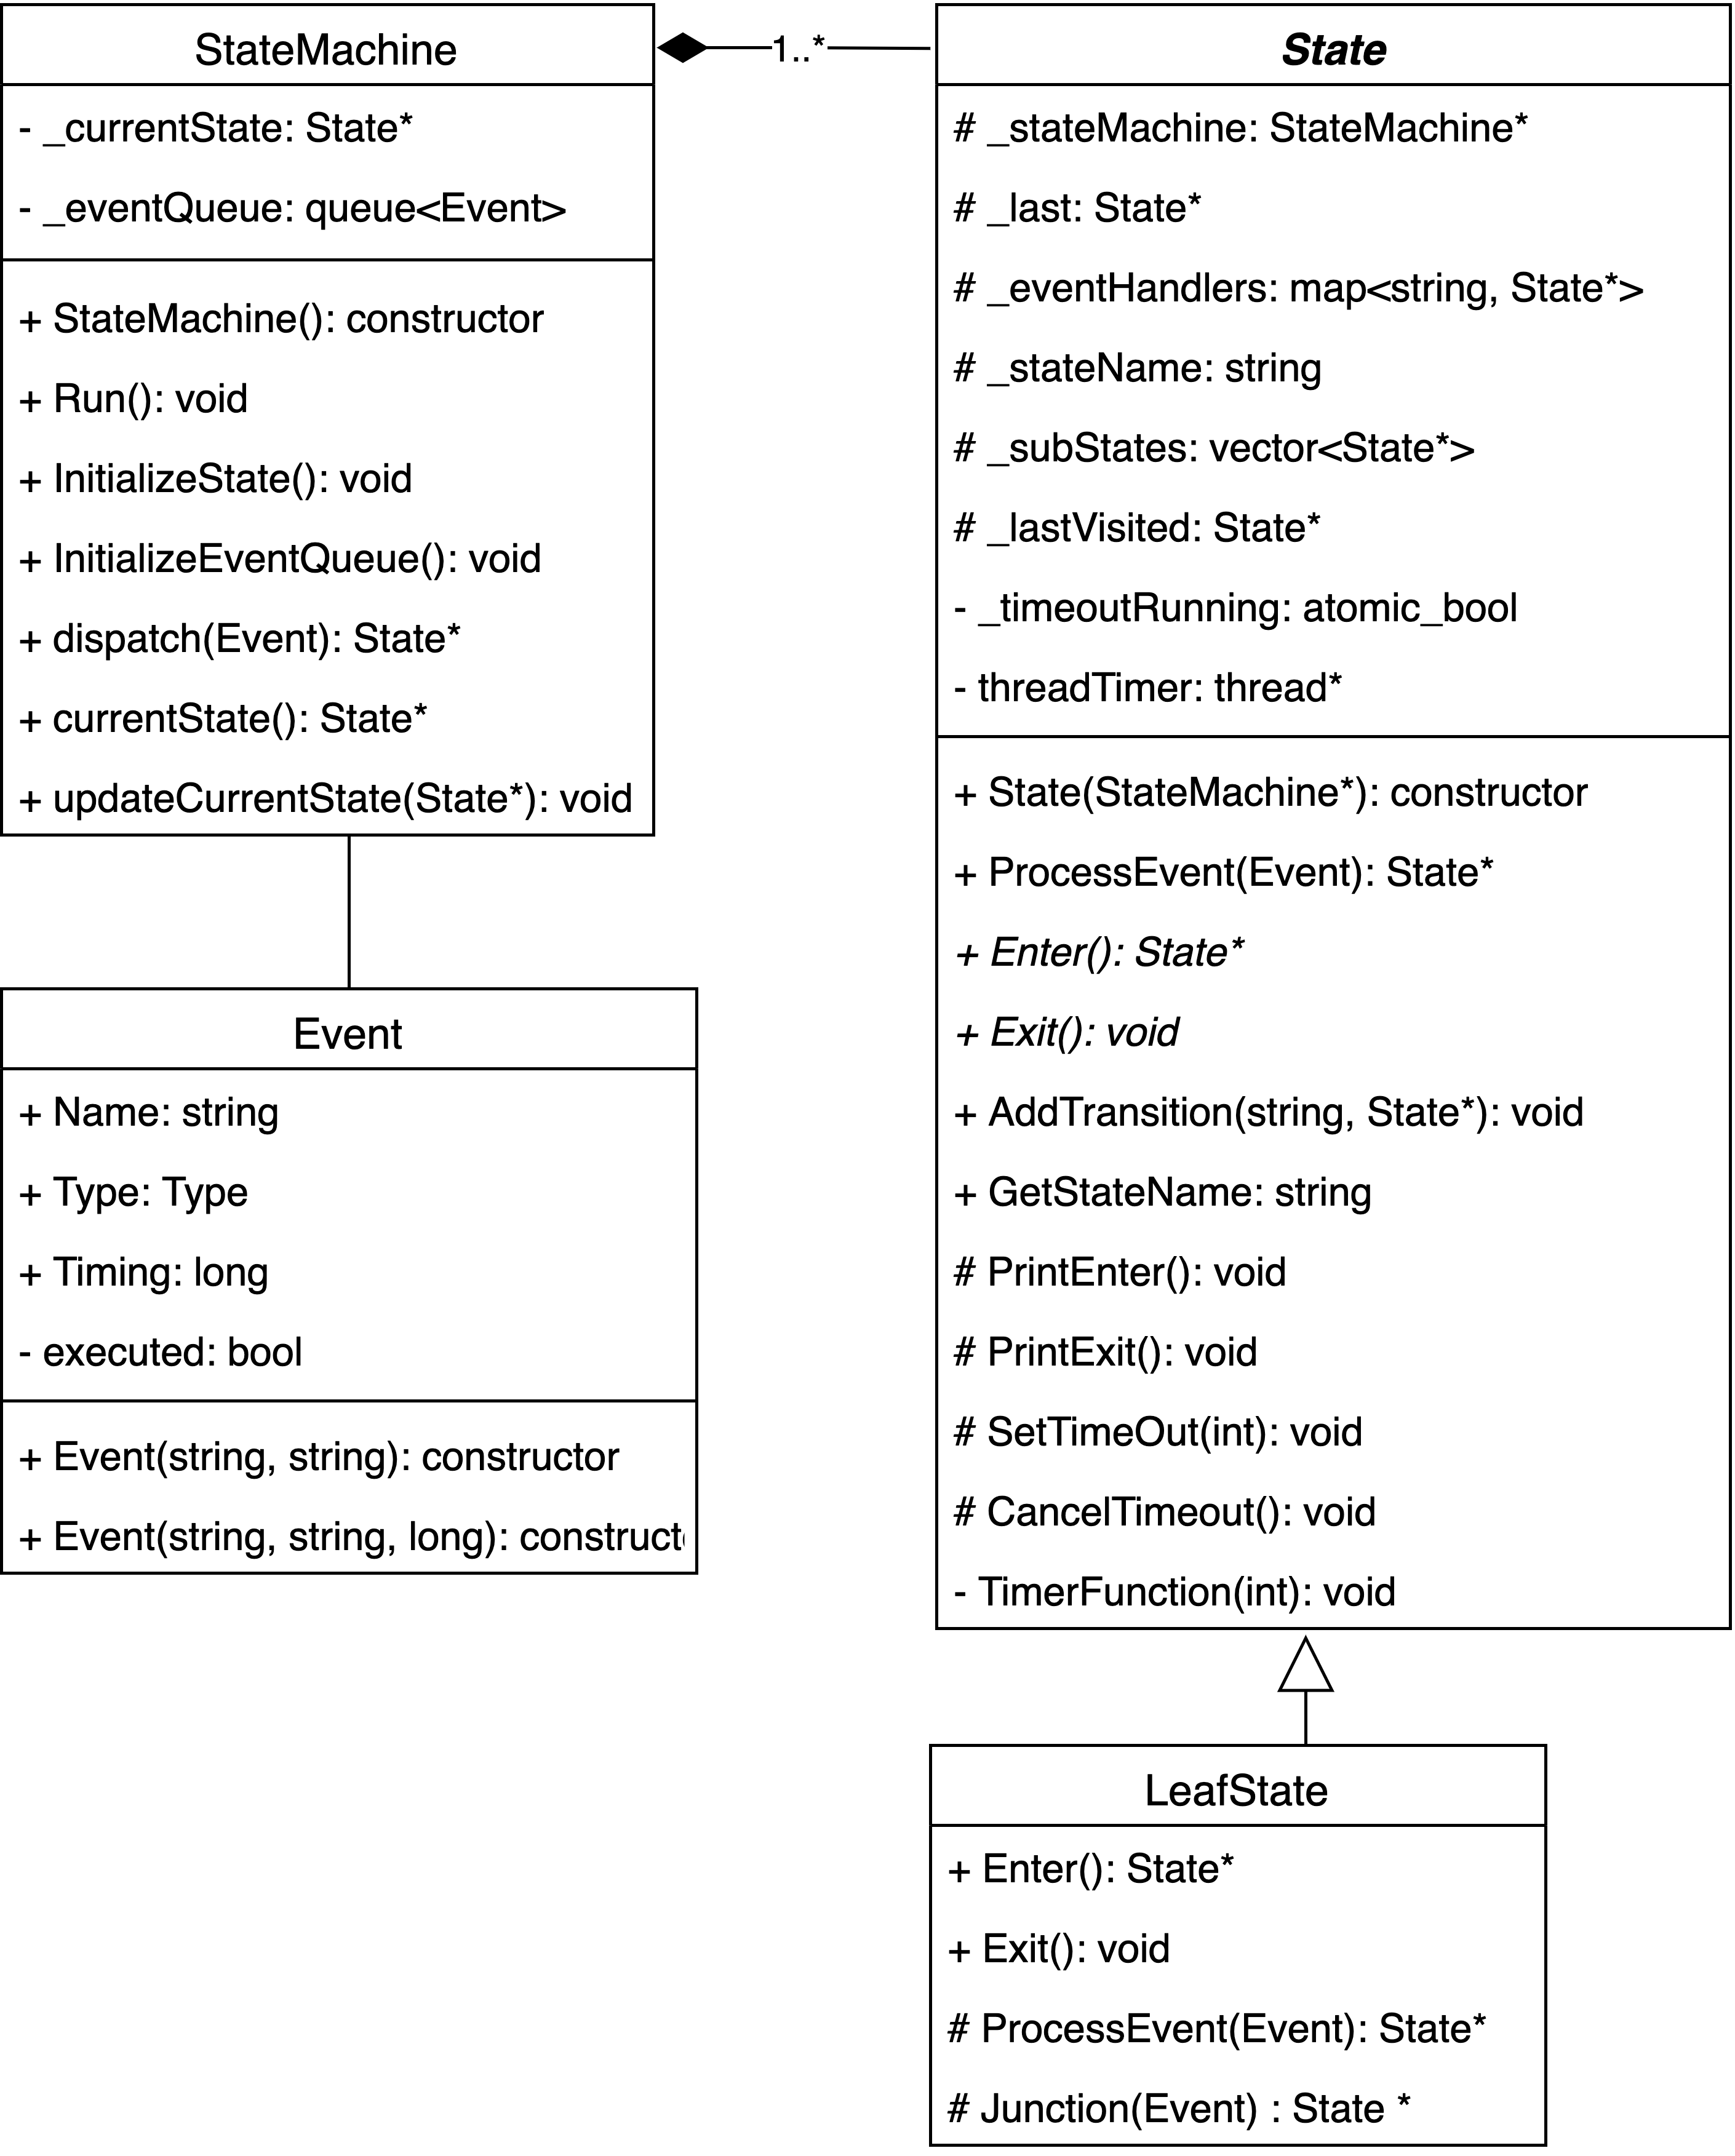 StateMachine
- _currentState: State*
- _eventQueue: queue<Event>
+ StateMachine(): constructor
+ Run(): void
+ InitializeState(): void
+ InitializeEventQueue(): void
+ dispatch(Event): State*
+ currentState(): State*
+ updateCurrentState(State*): void
1..*
State
# _stateMachine: StateMachine*
# _last: State*
# _eventHandlers: map<string, State*>
# _stateName: string
# _subStates: vector<State*>
# _lastVisited: State*
- _timeoutRunning: atomic_bool
- threadTimer: thread*
+ State(StateMachine*): constructor
+ ProcessEvent(Event): State*
+ Enter(): State*
+ Exit(): void
+ AddTransition(string, State*): void
+ GetStateName: string
# PrintEnter(): void
# PrintExit(): void
# SetTimeOut(int): void
# CancelTimeout(): void
- TimerFunction(int): void
Event
+ Name: string
+ Type: Type
+ Timing: long
- executed: bool
+ Event(string, string): constructor
+ Event(string, string, long): construct
LeafState
+ Enter(): State*
+ Exit(): void
# ProcessEvent(Event): State*
# Junction(Event) : State *